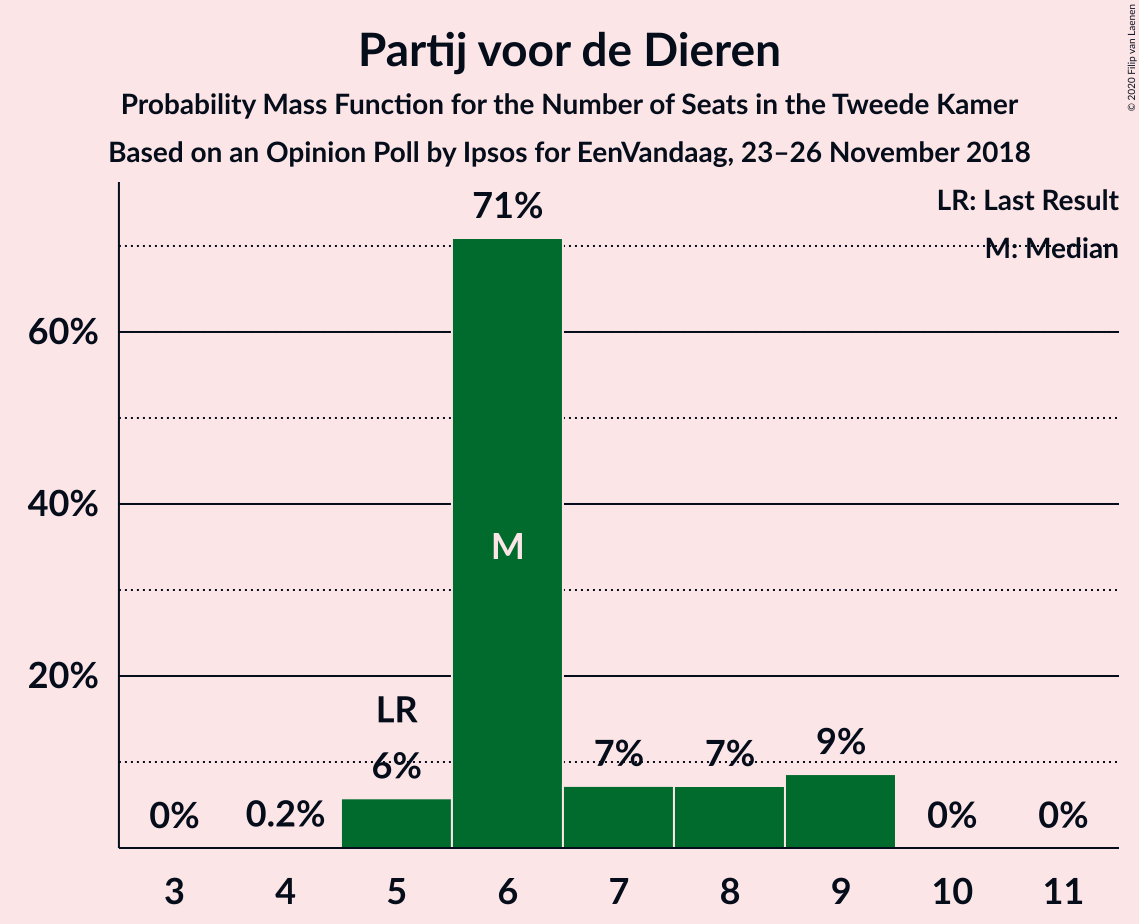 Partij voor de Dieren
Probability Mass Function for the Number of Seats in the Tweede Kamer
Based on an Opinion Poll by Ipsos for EenVandaag, 23–26 November 2018
© 2020 Filip van Laenen
LR: Last Result
M: Median
71%
60%
40%
M
20%
LR
6%
7%
7%
9%
0%
0.2%
0%
0%
3 4 5 6 7 8 9 10 11